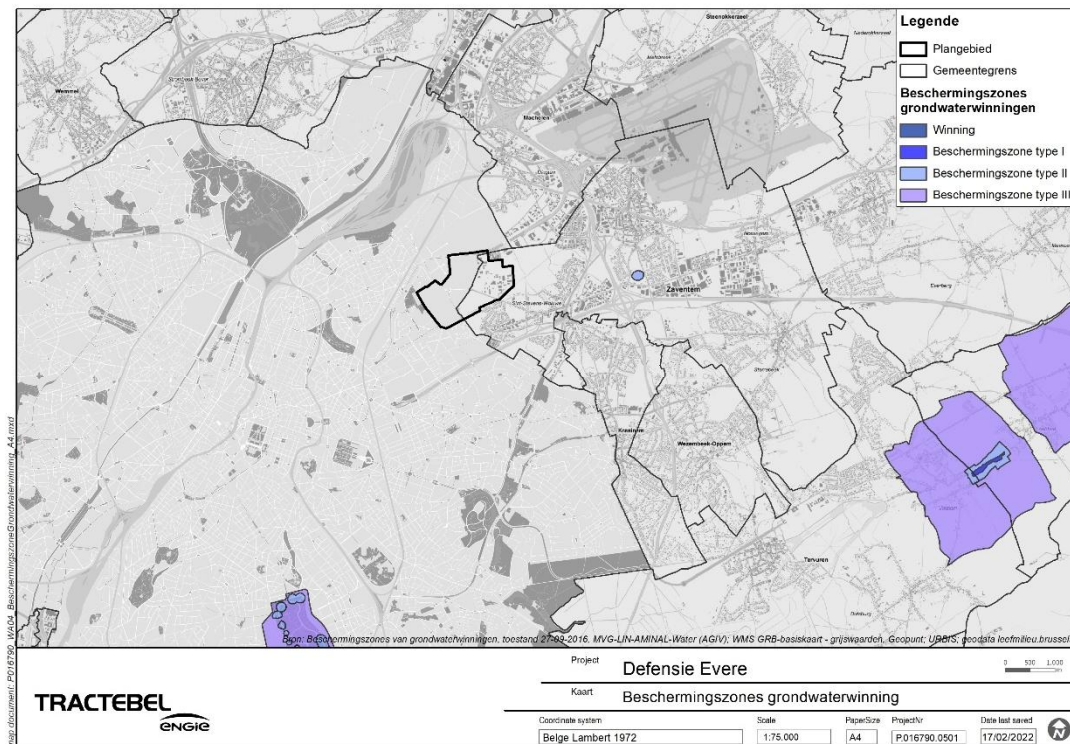 Legende
Plangebied
Gemeentegrens
Beschermingszones
grondwaterwinningen
Winning
Beschermingszone type I
Beschermingszone type II
Beschermingszone type III
Steenokkerzeel
Wemmel
Machelen
Zaventem
Sint-Stevens-Woluwe
Sterrebeek
Kraainem
Wezembeek-Oppem
Tervuren
Duisburg
Everberg
Bron: Beschermingszones van grondwaterwinningen, toestand 27-09-2016, MVG-LIN-AMINAL-Water (AGIV); WMS GRB-basiskaart - grijswaarden, Geopunt; URBIS; geodata leefmilieu.brussel
map document: P016790_WA04_BeschermingszoneGrondwaterwinning_A4.mxd
TRACTEBEL
ENGIE
Project
Defensie Evere
0 500 1.000
Kaart
Beschermingszones grondwaterwinning
Coordinate system
Scale
PaperSize
ProjectNr
Date last saved
Belge Lambert 1972
1:75.000
A4
P.016790.0501
17/02/2022